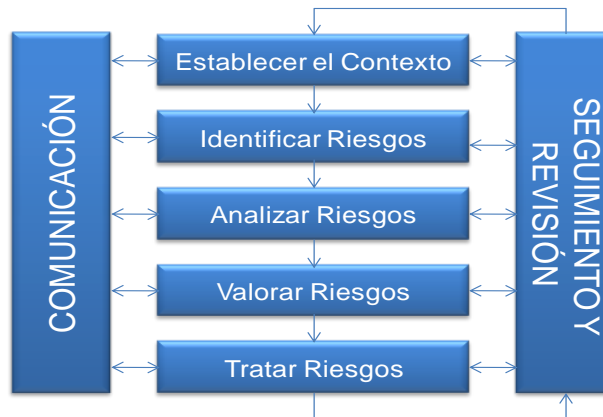 COMUNICACIÓN
Establecer el Contexto
Identificar Riesgos
Analizar Riesgos
Valorar Riesgos
Tratar Riesgos
SEGUIMIENTO Y
REVISIÓN